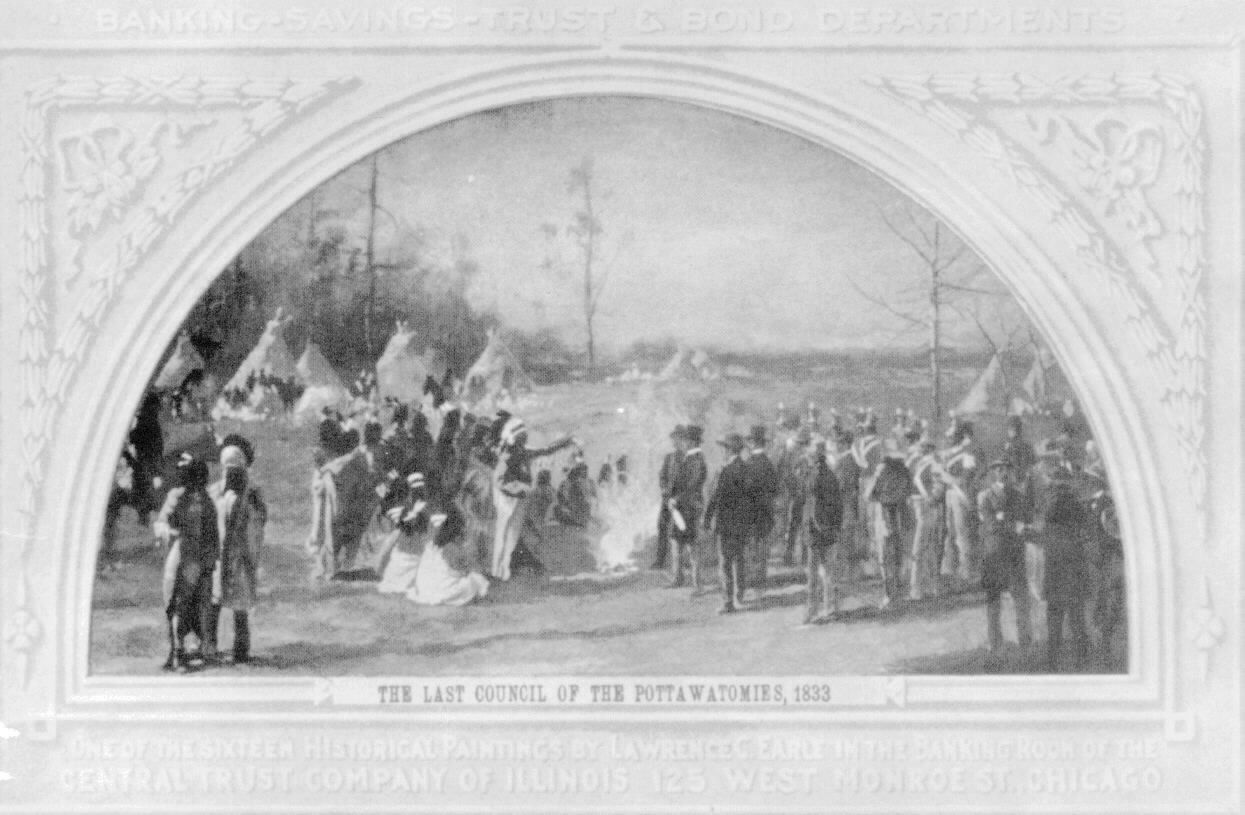 BANKING-SAVINGS-TRUST & BOND DEPARTMENTS
THE LAST COUNCIL OF THE POTTAWATOMIES, 1833
ONE OF THE SIXTEEN HISTORICAL PAINTINGS BY LAWRENCE C. EARLE IN THE BANKING ROOM OF THE
CENTRAL TRUST COMPANY OF ILLINOIS 125 WEST MONROE ST., CHICAGO